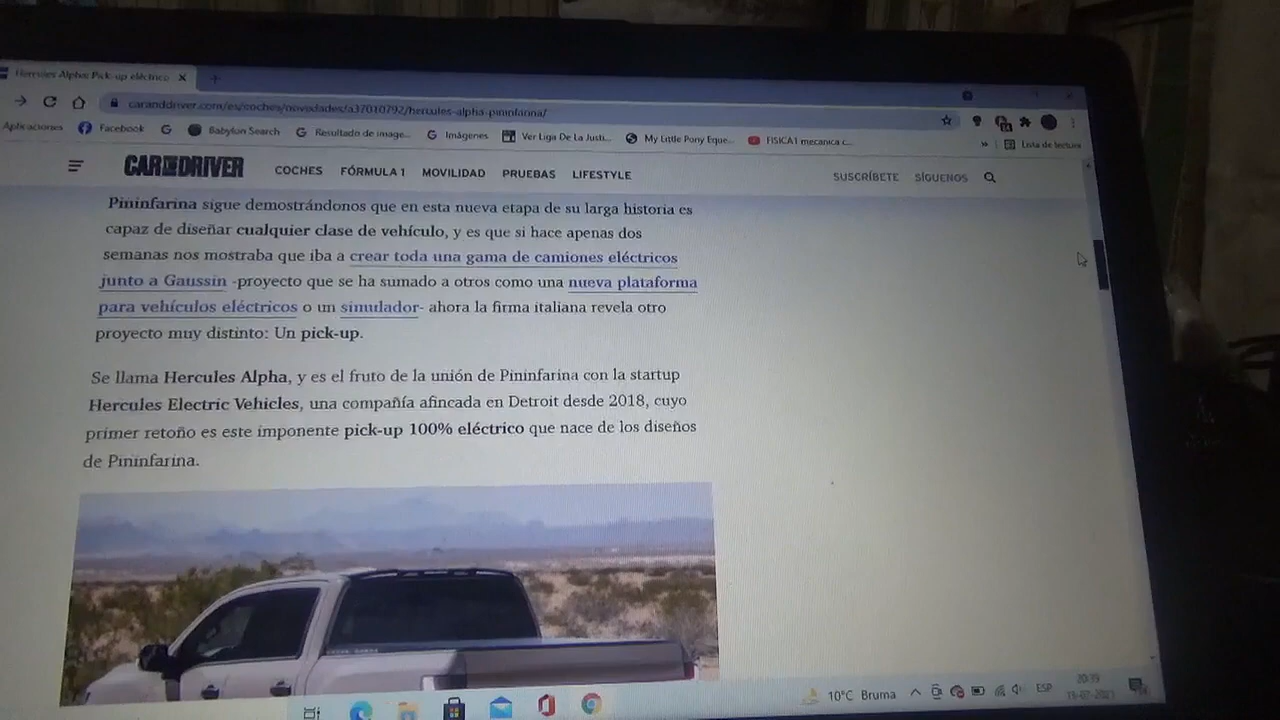 Hercules Alpha: Pick-up eléctrico
caranddriver.com/es/coches/novedades/a37010792/hercules-alpha-pininfarina/
Aplicaciones Facebook Babylon Search Resultado de image... Imágenes Ver Liga De La Justi... My Little Pony Eque... FISICA1 mecanica c... » Lista de lectura
CAR AND DRIVER COCHES FÓRMULA 1 MOVILIDAD PRUEBAS LIFESTYLE SUSCRÍBETE SÍGUENOS
Pininfarina sigue demostrándonos que en esta nueva etapa de su larga historia es
capaz de diseñar cualquier clase de vehículo, y es que si hace apenas dos
semanas nos mostraba que iba a crear toda una gama de camiones eléctricos
junto a Gaussin -proyecto que se ha sumado a otros como una nueva plataforma
para vehículos eléctricos o un simulador- ahora la firma italiana revela otro
proyecto muy distinto: Un pick-up.
Se llama Hercules Alpha, y es el fruto de la unión de Pininfarina con la startup
Hercules Electric Vehicles, una compañía afincada en Detroit desde 2018, cuyo
primer retoño es este imponente pick-up 100% eléctrico que nace de los diseños
de Pininfarina.
10°C Bruma ESP